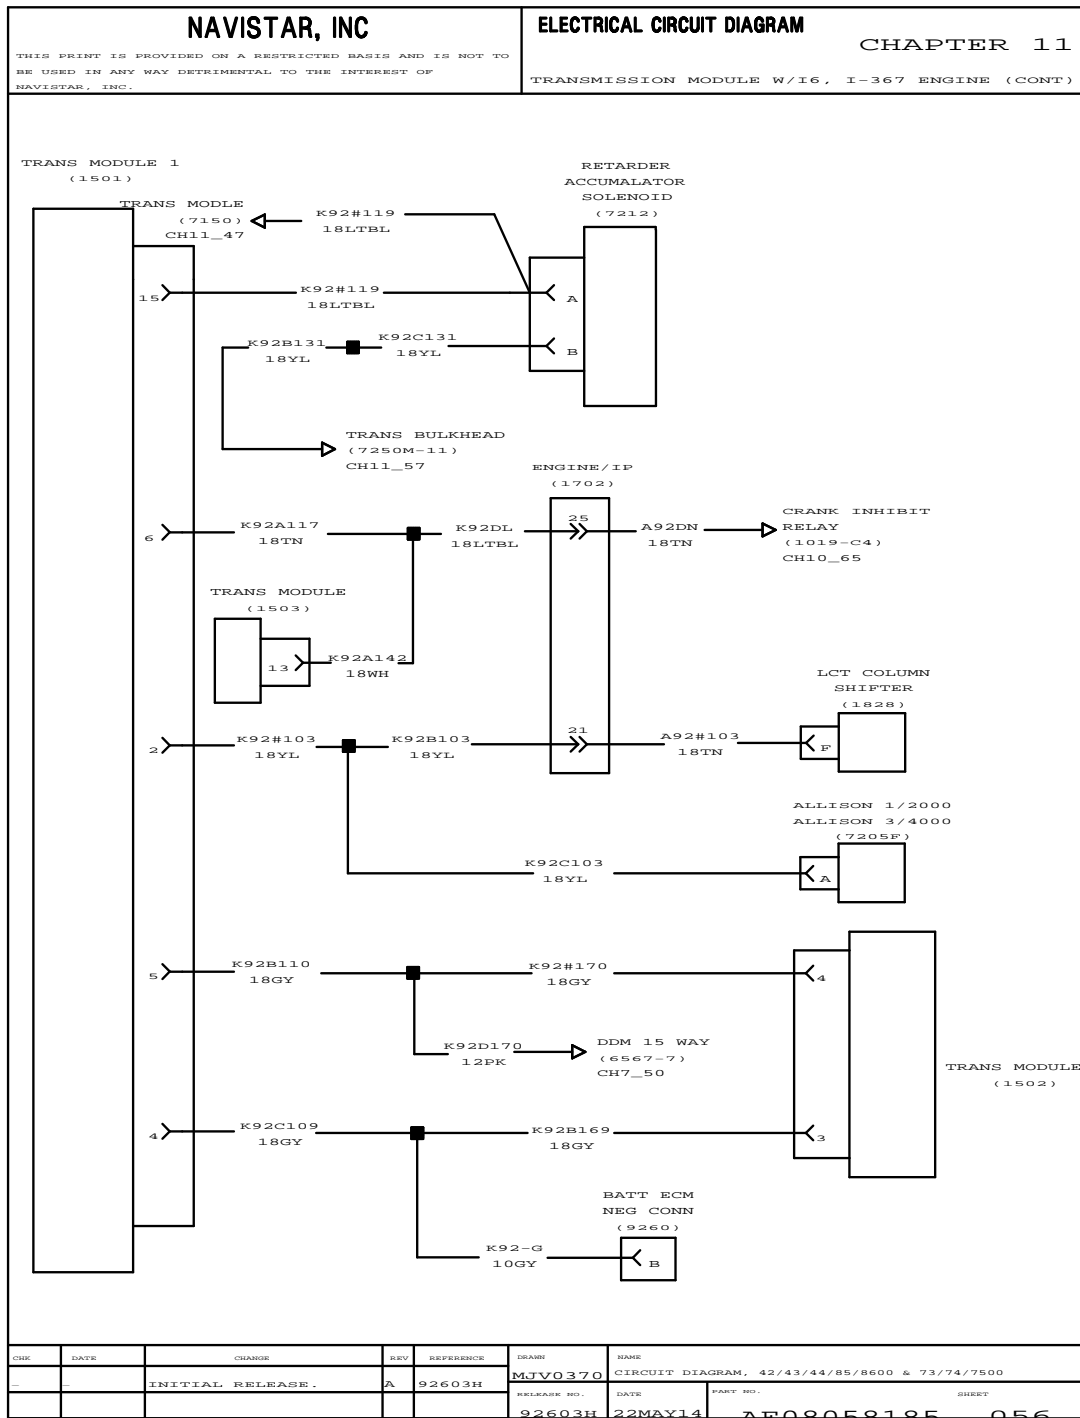 NAVISTAR, INC
THIS PRINT IS PROVIDED ON A RESTRICTED BASIS AND IS NOT TO
BE USED IN ANY WAY DETRIMENTAL TO THE INTEREST OF
NAVISTAR, INC.
ELECTRICAL CIRCUIT DIAGRAM
CHAPTER 11
TRANSMISSION MODULE W/I6, I-367 ENGINE (CONT)
TRANS MODULE 1
(1501)
TRANS MODLE
(7150)
CH11_47
K92#119
18LTBL
RETARDER
ACCUMALATOR
SOLENOID
(7212)
15
K92#119
18LTBL
A
K92B131
18YL
K92C131
18YL
B
TRANS BULKHEAD
(7250M-11)
CH11_57
ENGINE/IP
(1702)
6
K92A117
18TN
K92DL
18LTBL
25
A92DN
18TN
CRANK INHIBIT
RELAY
(1019-C4)
CH10_65
TRANS MODULE
(1503)
13
K92A142
18WH
LCT COLUMN
SHIFTER
(1828)
2
K92#103
18YL
K92B103
18YL
21
A92#103
18TN
F
ALLISON 1/2000
ALLISON 3/4000
(7205F)
K92C103
18YL
A
5
K92B110
18GY
K92#170
18GY
4
K92D170
12PK
DDM 15 WAY
(6567-7)
CH7_50
TRANS MODULE
(1502)
4
K92C109
18GY
K92B169
18GY
3
BATT ECM
NEG CONN
(9260)
K92-G
10GY
B
CHK DATE CHANGE REV REFERENCE
- - INITIAL RELEASE. A 92603H
DRAWN
MJV0370
NAME
CIRCUIT DIAGRAM, 42/43/44/85/8600 & 73/74/7500
RELEASE NO.
92603H
DATE
22MAY14
PART NO.
AE08058185
SHEET
056